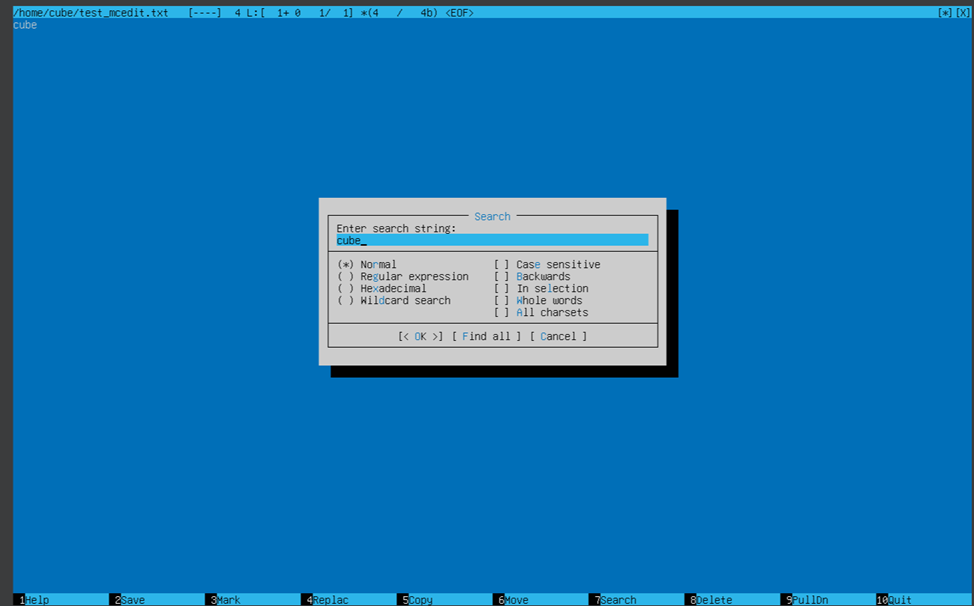 /home/cube/test_mcedit.txt [----] 4 L:[ 1+ 0 1/ 1] *(4 / 4b) <EOF> [*][X]
cube
Search
Enter search string:
cube_
(*) Normal [ ] Case sensitive
( ) Regular expression [ ] Backwards
( ) Hexadecimal [ ] In selection
( ) Wildcard search [ ] Whole words
[ ] All charsets
[< OK >] [ Find all ] [ Cancel ]
1Help 2Save 3Mark 4Replac 5Copy 6Move 7Search 8Delete 9PullDn 10Quit